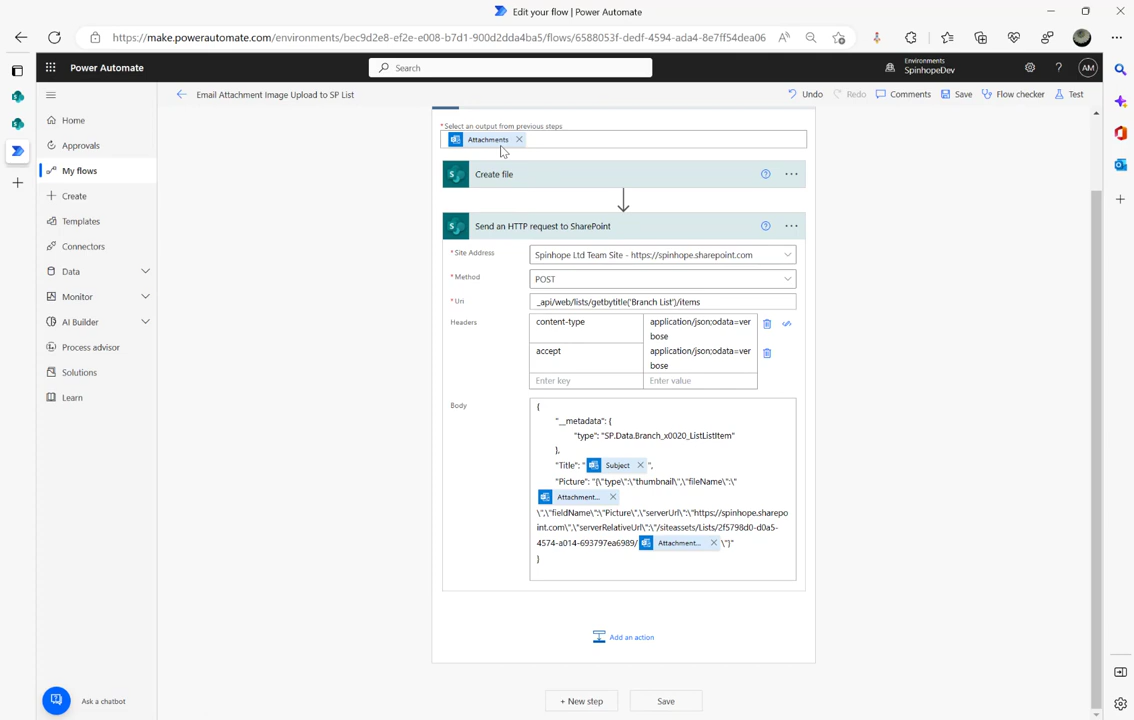 Edit your flow | Power Automate
https://make.powerautomate.com/environments/bec9d2e8-ef2e-e008-b7d1-900d2dda4ba5/flows/6588053f-dedf-4594-ada4-8e7ff54dea06
Power Automate
Search
Environments
SpinhopeDev
AM
Email Attachment Image Upload to SP List
Undo
Redo
Comments
Save
Flow checker
Test
Home
Approvals
My flows
Create
Templates
Connectors
Data
Monitor
AI Builder
Process advisor
Solutions
Learn
Ask a chatbot
* Select an output from previous steps
Attachments
Create file
Send an HTTP request to SharePoint
* Site Address
Spinhope Ltd Team Site - https://spinhope.sharepoint.com
* Method
POST
* Uri
_api/web/lists/getbytitle('Branch List')/items
Headers
content-type
application/json;odata=ver
bose
accept
application/json;odata=ver
bose
Enter key
Enter value
Body
{
"__metadata": {
"type": "SP.Data.Branch_x0020_ListListItem"
},
"Title": " Subject ",
"Picture": "{\"type\":\"thumbnail\",\"fileName\":\"
Attachment...
\",\"fieldName\":\"Picture\",\"serverUrl\":\"https://spinhope.sharepo
int.com\",\"serverRelativeUrl\":\"/siteassets/Lists/2f5798d0-d0a5-
4574-a014-693797ea6989/ Attachment... \"}"
}
Add an action
+ New step
Save